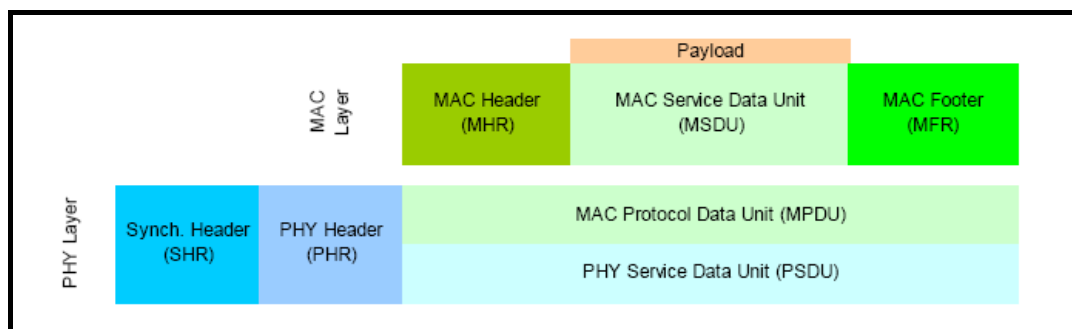 Payload
MAC
Layer
MAC Header
(MHR)
MAC Service Data Unit
(MSDU)
MAC Footer
(MFR)
PHY Layer
Synch. Header
(SHR)
PHY Header
(PHR)
MAC Protocol Data Unit (MPDU)
PHY Service Data Unit (PSDU)